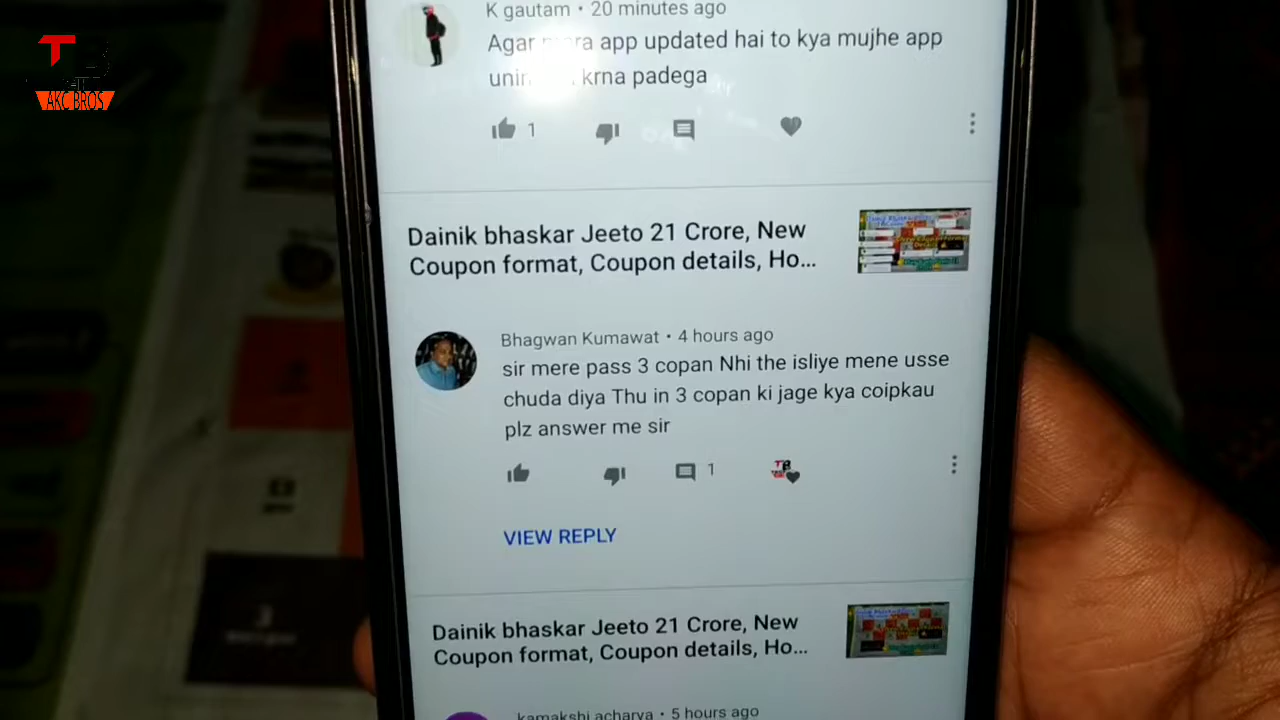 TB
AKC BROS
K gautam • 20 minutes ago
Agar app updated hai to kya mujhe app
krna padega
1
Dainik bhaskar Jeeto 21 Crore, New
Coupon format, Coupon details, Ho...
Bhagwan Kumawat • 4 hours ago
sir mere pass 3 copan Nhi the isliye mene usse
chuda diya Thu in 3 copan ki jage kya coipkau
plz answer me sir
1
VIEW REPLY
Dainik bhaskar Jeeto 21 Crore, New
Coupon format, Coupon details, Ho...
kamakshi acharya • 5 hours ago